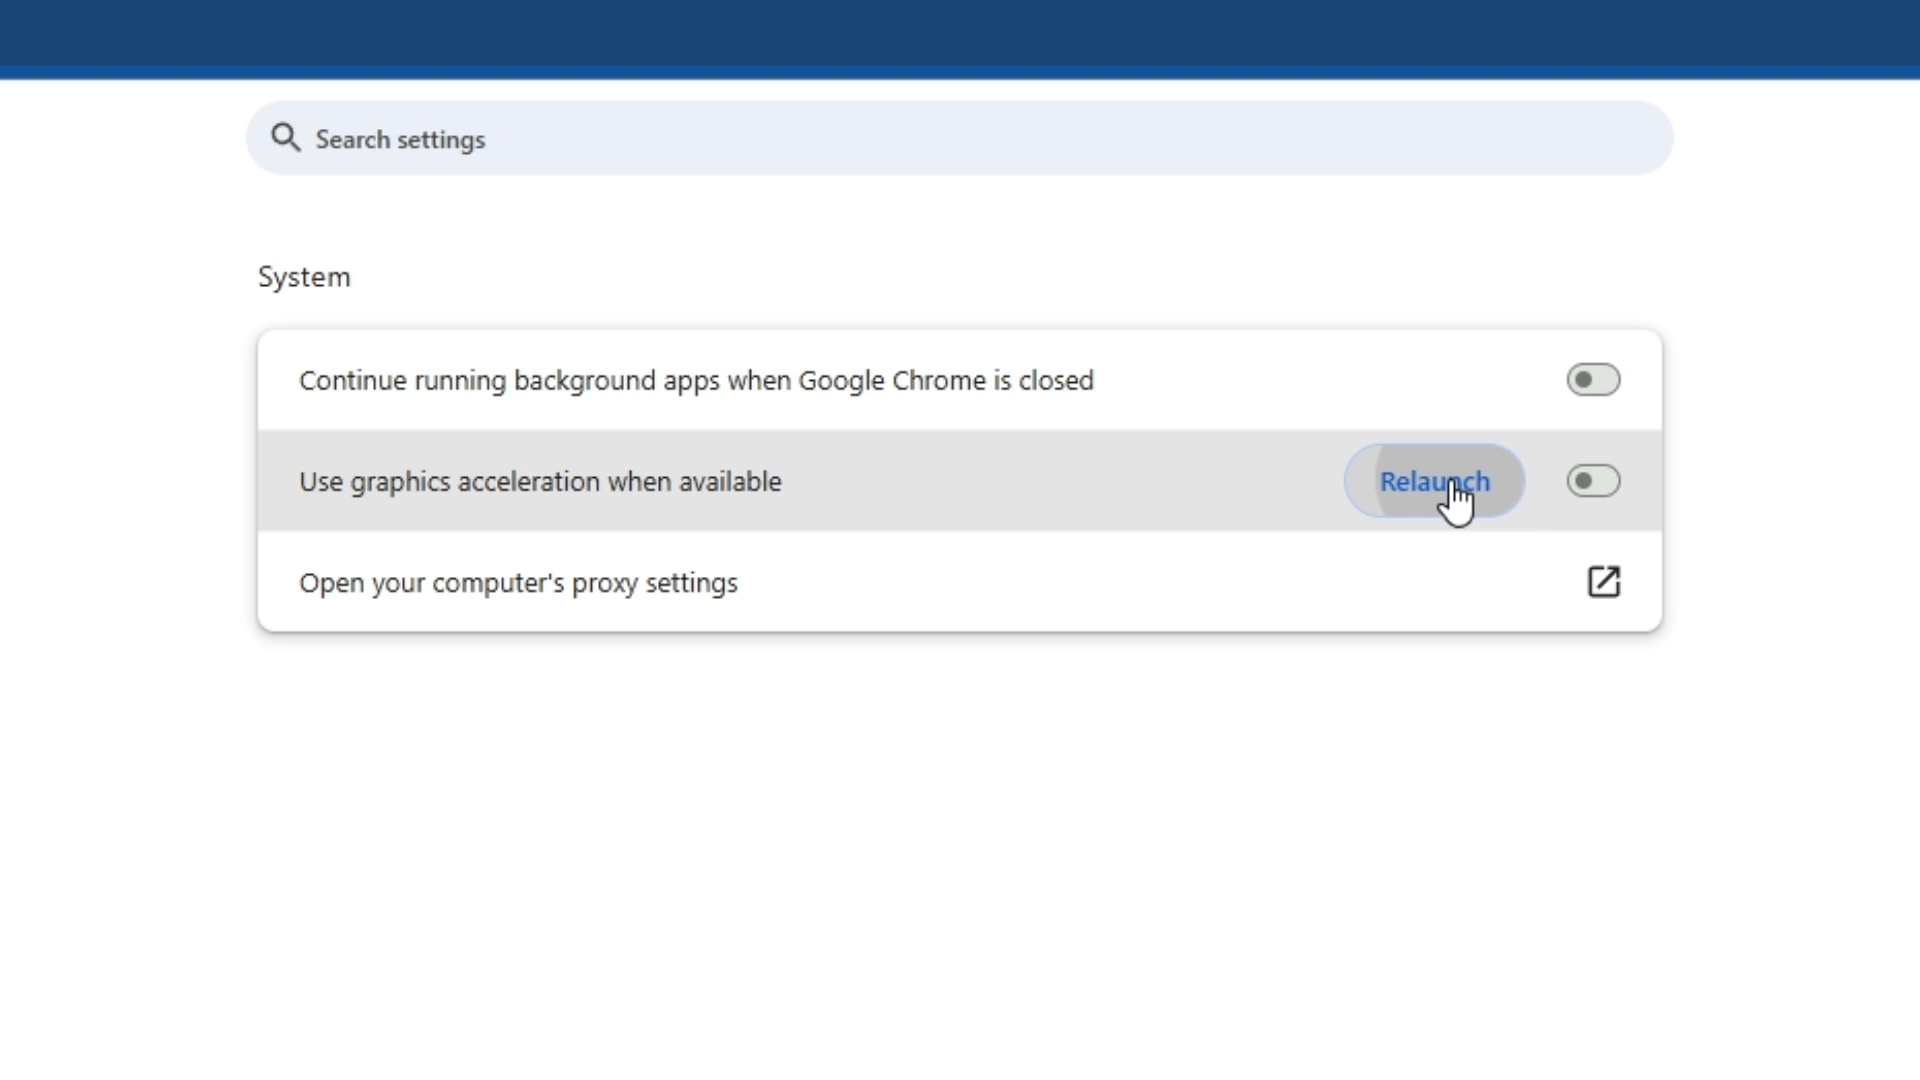 Search settings
System
Continue running background apps when Google Chrome is closed
Use graphics acceleration when available
Relaunch
Open your computer's proxy settings